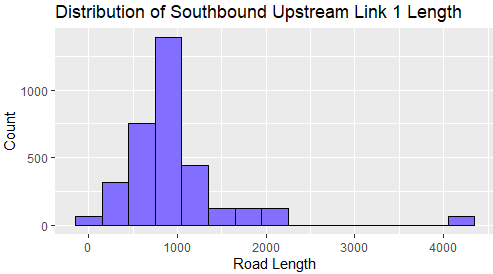 Distribution of Southbound Upstream Link 1 Length
Count
1000
500
0
0 1000 2000 3000 4000
Road Length